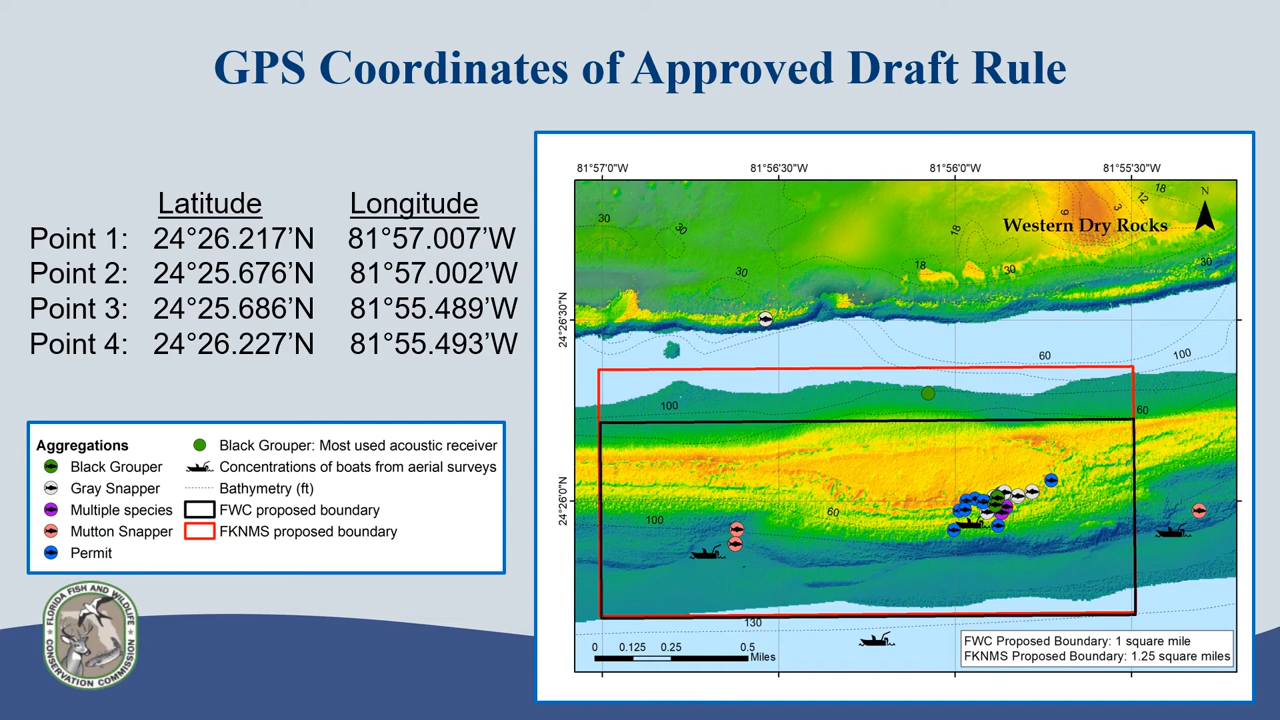 GPS Coordinates of Approved Draft Rule
Latitude Longitude
Point 1: 24°26.217’N 81°57.007’W
Point 2: 24°25.676’N 81°57.002’W
Point 3: 24°25.686’N 81°55.489’W
Point 4: 24°26.227’N 81°55.493’W
Aggregations
Black Grouper
Gray Snapper
Multiple species
Mutton Snapper
Permit
Black Grouper: Most used acoustic receiver
Concentrations of boats from aerial surveys
Bathymetry (ft)
FWC proposed boundary
FKNMS proposed boundary
FLORIDA FISH AND WILDLIFE
CONSERVATION COMMISSION
81°57'0"W 81°56'30"W 81°56'0"W 81°55'30"W
24°26'30"N
24°26'0"N
Western Dry Rocks
N
30
30
30
18
18
30
6
3
12
18
30
60
100
100
60
60
100
130
0 0.125 0.25 0.5
Miles
FWC Proposed Boundary: 1 square mile
FKNMS Proposed Boundary: 1.25 square miles